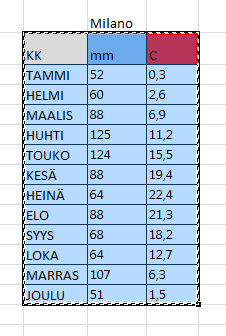 Milano
KK mm C
TAMMI 52 0,3
HELMI 60 2,6
MAALIS 88 6,9
HUHTI 125 11,2
TOUKO 124 15,5
KESÄ 88 19,4
HEINÄ 64 22,4
ELO 88 21,3
SYYS 68 18,2
LOKA 64 12,7
MARRAS 107 6,3
JOULU 51 1,5